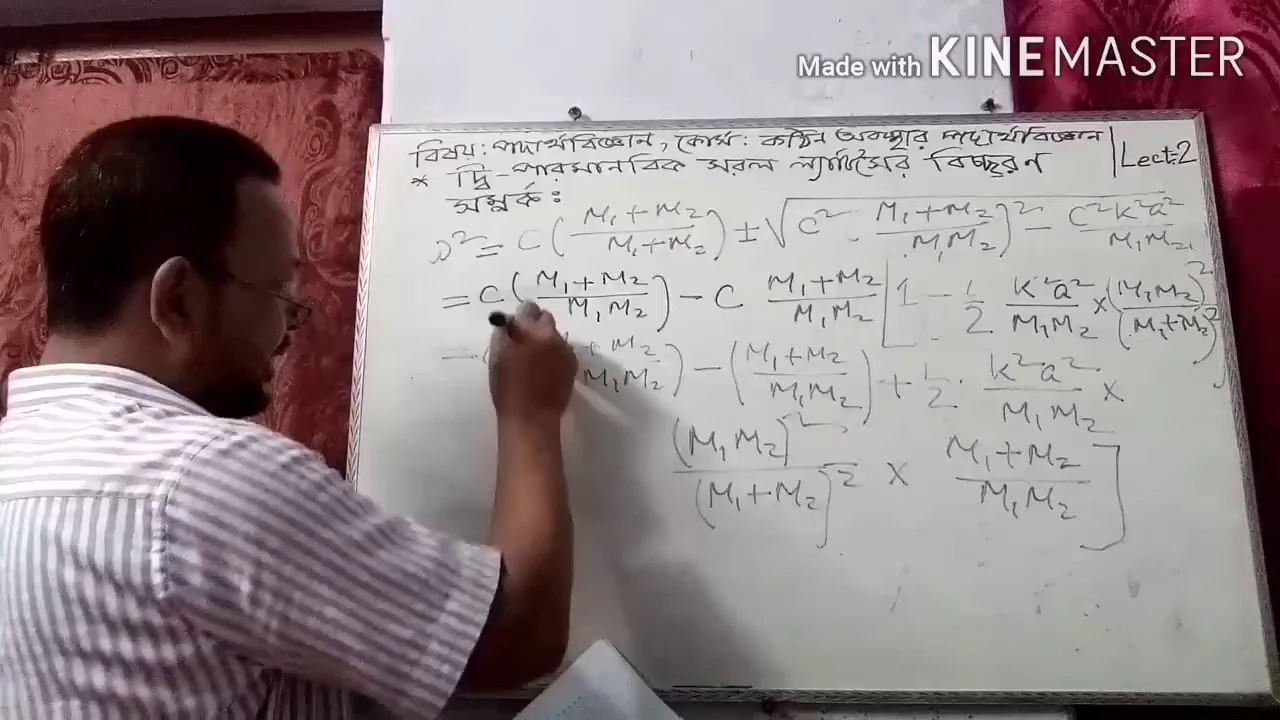 Made with KINEMASTER
বিষয়: পদার্থবিজ্ঞান, কোর্স: কঠিন অবস্থার পদার্থবিজ্ঞান
Lect:2
* দ্বি-পারমানবিক সরল ল্যাটিসের বিচ্ছুরণ
সম্পর্ক:
ω² = C (M₁+M₂ / M₁+M₂) ± √C² · M₁+M₂ / M₁M₂)² − C²K²a² / M₁M₂
= C (M₁+M₂ / M₁M₂) − C M₁+M₂ / M₁M₂ [1 − 1/2 K²a² / M₁M₂ × (M₁M₂)² / (M₁+M₂)²]
= M₂ / M₁M₂) − (M₁+M₂ / M₁M₂) + 1/2 · K²a² / M₁M₂ ×
(M₁M₂)² / (M₁+M₂)² × M₁+M₂ / M₁M₂]